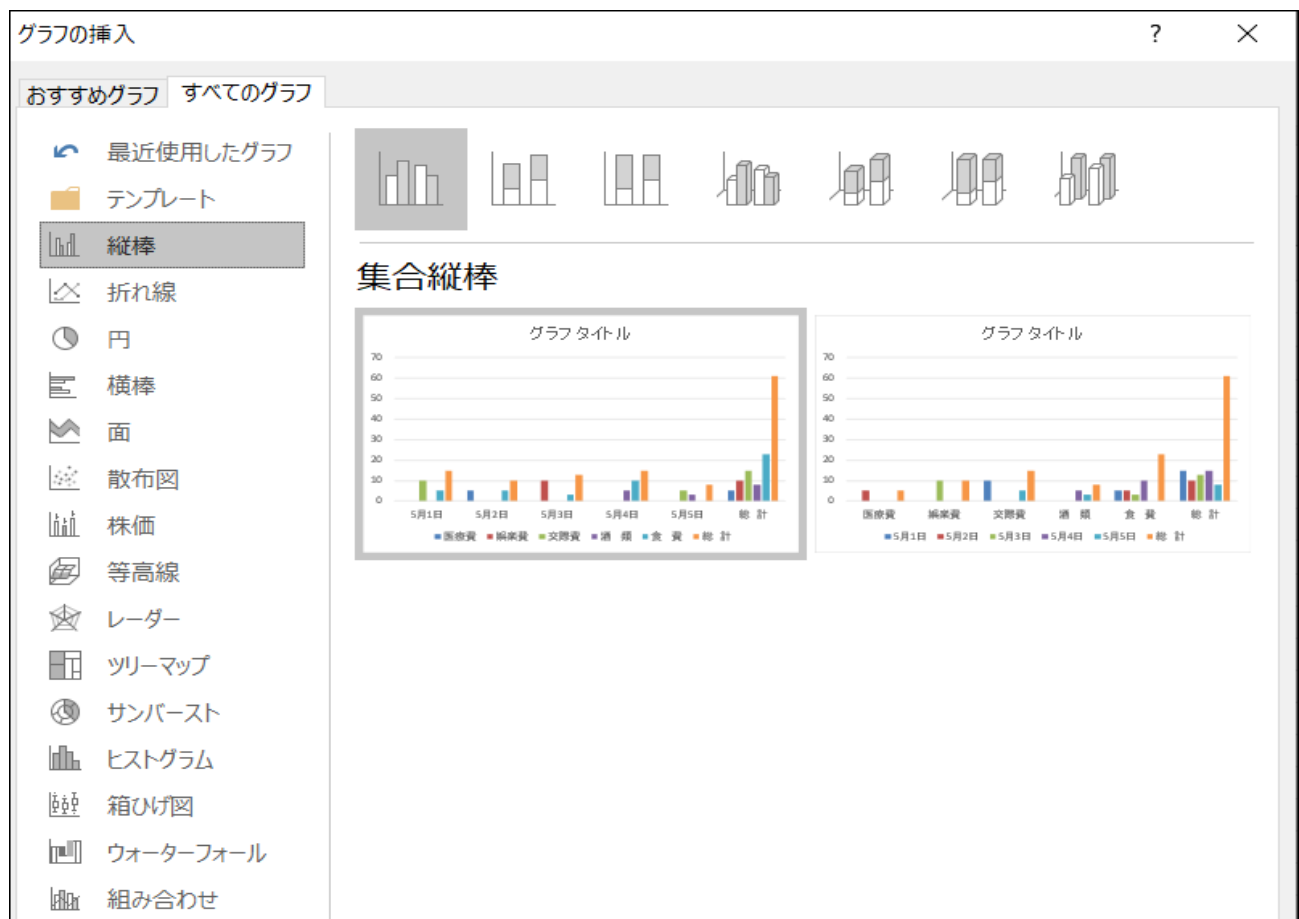 グラフの挿入
?
おすすめグラフ すべてのグラフ
最近使用したグラフ
テンプレート
縦棒
折れ線
円
横棒
面
散布図
株価
等高線
レーダー
ツリーマップ
サンバースト
ヒストグラム
箱ひげ図
ウォーターフォール
組み合わせ
集合縦棒
グラフ タイトル
70
60
50
40
30
20
10
0
5月1日 5月2日 5月3日 5月4日 5月5日 総 計
医療費 娯楽費 交際費 酒 類 食 費 総 計
グラフ タイトル
70
60
50
40
30
20
10
0
医療費 娯楽費 交際費 酒 類 食 費 総 計
5月1日 5月2日 5月3日 5月4日 5月5日 総 計